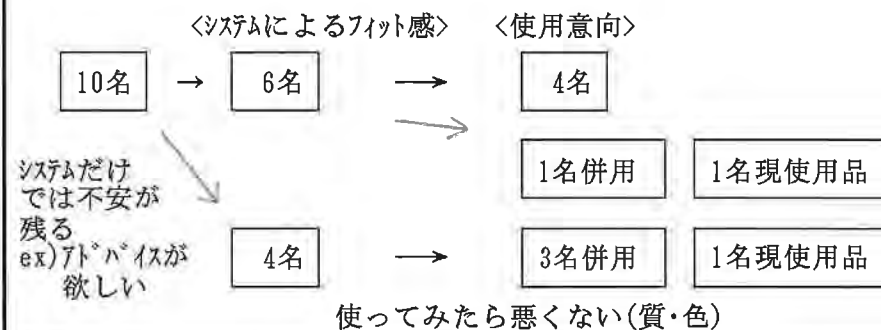 <システムによるフィット感> <使用意向>
10名 → 6名 → 4名
1名併用 1名現使用品
システムだけ
では不安が
残る
ex)アドバイスが
欲しい
4名 → 3名併用 1名現使用品
使ってみたら悪くない(質・色)